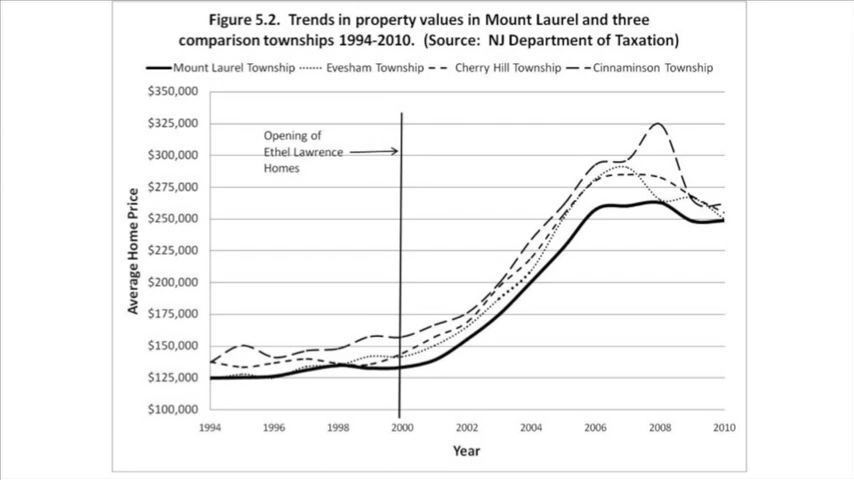 Figure 5.2. Trends in property values in Mount Laurel and three
comparison townships 1994-2010. (Source: NJ Department of Taxation)
Mount Laurel Township Evesham Township Cherry Hill Township Cinnaminson Township
$350,000
$325,000
$300,000
$275,000
$250,000
$225,000
$200,000
$175,000
$150,000
$125,000
$100,000
Average Home Price
Opening of
Ethel Lawrence
Homes
1994 1996 1998 2000 2002 2004 2006 2008 2010
Year